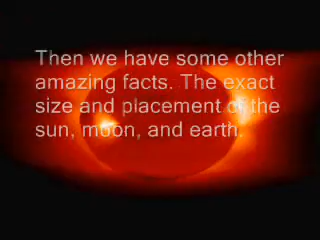 Then we have some other
amazing facts. The exact
size and placement of the
sun, moon, and earth.